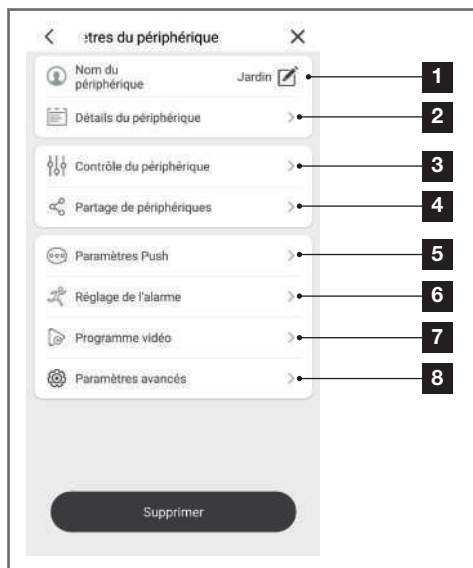 :tres du périphérique
Nom du
périphérique
Jardin
1
Détails du périphérique
2
Contrôle du périphérique
3
Partage de périphériques
4
Paramètres Push
5
Réglage de l'alarme
6
Programme vidéo
7
Paramètres avancés
8
Supprimer